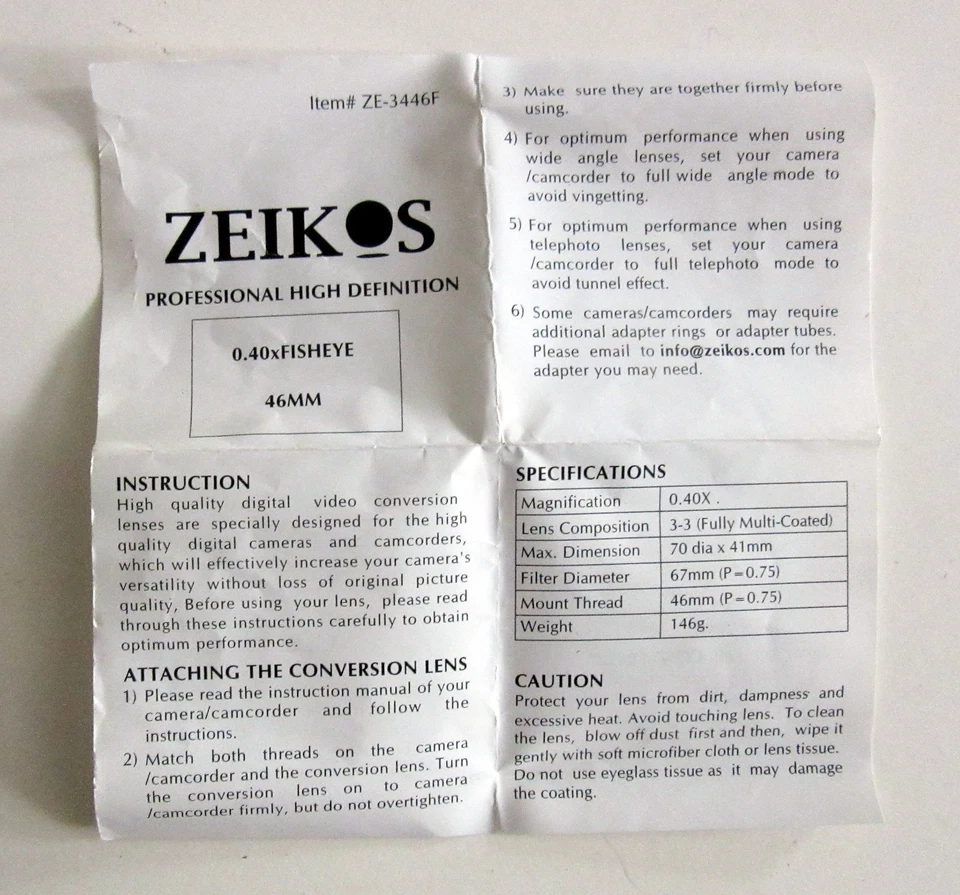 Item# ZE-3446F
ZEIKOS
PROFESSIONAL HIGH DEFINITION
0.40xFISHEYE
46MM
INSTRUCTION
High quality digital video conversion
lenses are specially designed for the high
quality digital cameras and camcorders,
which will effectively increase your camera's
versatility without loss of original picture
quality, Before using your lens, please read
through these instructions carefully to obtain
optimum performance.
ATTACHING THE CONVERSION LENS
1) Please read the instruction manual of your
camera/camcorder and follow the
instructions.
2) Match both threads on the camera
/camcorder and the conversion lens. Turn
the conversion lens on to camera
/camcorder firmly, but do not overtighten.
3) Make sure they are together firmly before
using.
4) For optimum performance when using
wide angle lenses, set your camera
/camcorder to full wide angle mode to
avoid vingetting.
5) For optimum performance when using
telephoto lenses, set your camera
/camcorder to full telephoto mode to
avoid tunnel effect.
6) Some cameras/camcorders may require
additional adapter rings or adapter tubes.
Please email to info@zeikos.com for the
adapter you may need.
SPECIFICATIONS
Magnification 0.40X .
Lens Composition 3-3 (Fully Multi-Coated)
Max. Dimension 70 dia x 41mm
Filter Diameter 67mm (P=0.75)
Mount Thread 46mm (P=0.75)
Weight 146g.
CAUTION
Protect your lens from dirt, dampness and
excessive heat. Avoid touching lens. To clean
the lens, blow off dust first and then, wipe it
gently with soft microfiber cloth or lens tissue.
Do not use eyeglass tissue as it may damage
the coating.